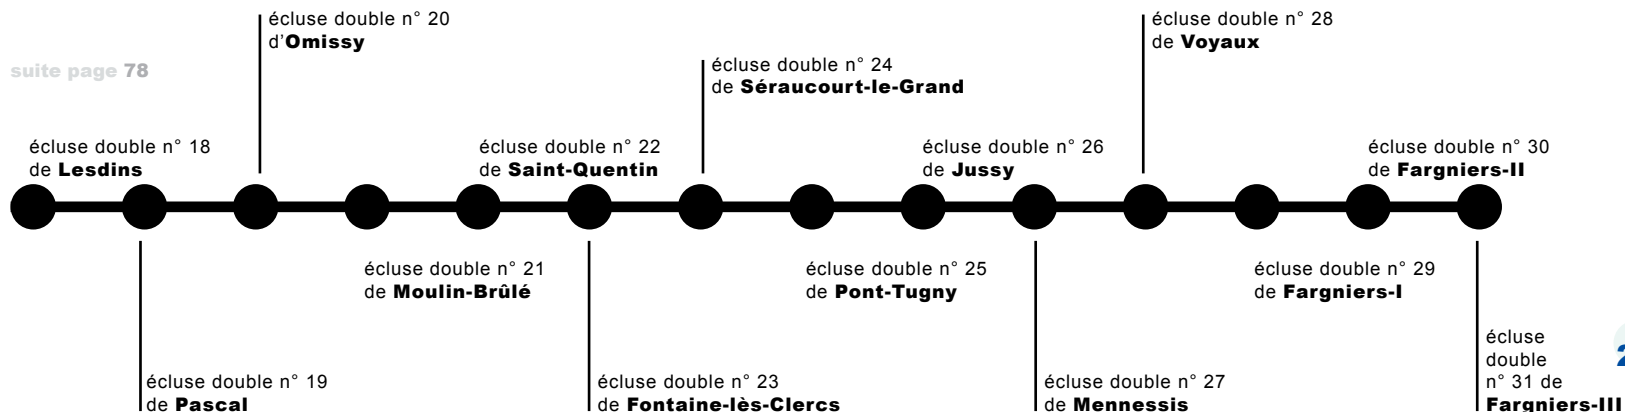 écluse double n° 20
d'Omissy
écluse double n° 28
de Voyaux
suite page 78
écluse double n° 24
de Séraucourt-le-Grand
écluse double n° 18
de Lesdins
écluse double n° 22
de Saint-Quentin
écluse double n° 26
de Jussy
écluse double n° 30
de Fargniers-II
écluse double n° 21
de Moulin-Brûlé
écluse double n° 25
de Pont-Tugny
écluse double n° 29
de Fargniers-I
écluse double n° 19
de Pascal
écluse double n° 23
de Fontaine-lès-Clercs
écluse double n° 27
de Mennessis
écluse
double
n° 31 de
Fargniers-III